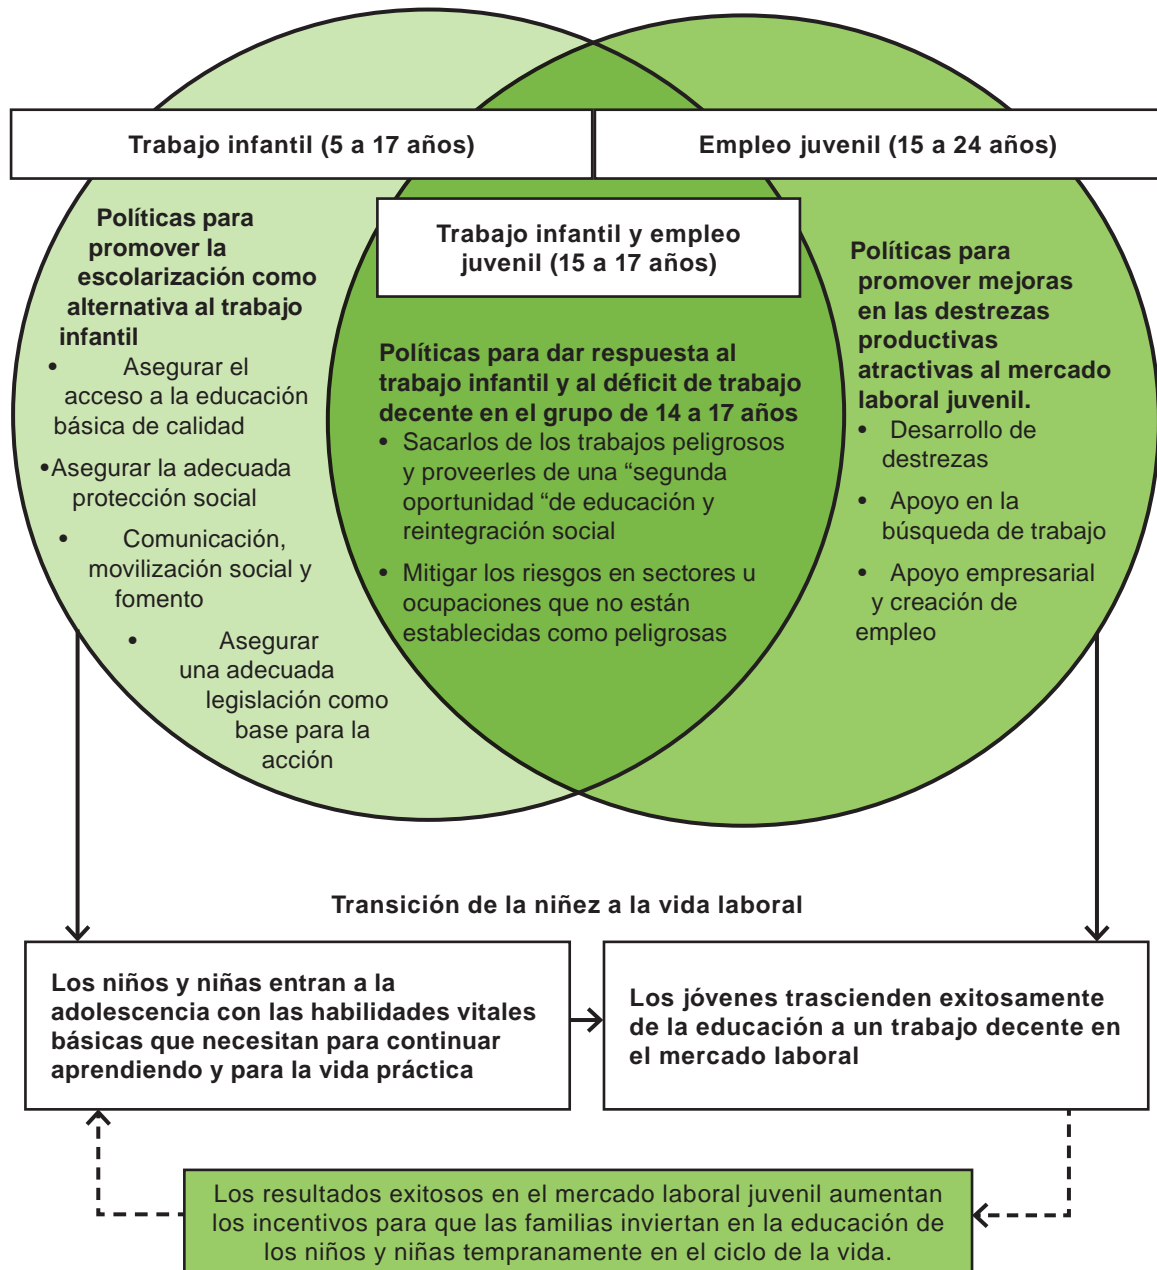 Trabajo infantil (5 a 17 años)
Empleo juvenil (15 a 24 años)
Trabajo infantil y empleo
juvenil (15 a 17 años)
Políticas para
promover la
escolarización como
alternativa al trabajo
infantil
• Asegurar el
acceso a la educación
básica de calidad
•Asegurar la adecuada
protección social
• Comunicación,
movilización social y
fomento
• Asegurar
una adecuada
legislación como
base para la
acción
Políticas para dar respuesta al
trabajo infantil y al déficit de trabajo
decente en el grupo de 14 a 17 años
• Sacarlos de los trabajos peligrosos
y proveerles de una “segunda
oportunidad “de educación y
reintegración social
• Mitigar los riesgos en sectores u
ocupaciones que no están
establecidas como peligrosas
Políticas para
promover mejoras
en las destrezas
productivas
atractivas al mercado
laboral juvenil.
• Desarrollo de
destrezas
• Apoyo en la
búsqueda de trabajo
• Apoyo empresarial
y creación de
empleo
Transición de la niñez a la vida laboral
Los niños y niñas entran a la
adolescencia con las habilidades vitales
básicas que necesitan para continuar
aprendiendo y para la vida práctica
Los jóvenes trascienden exitosamente
de la educación a un trabajo decente en
el mercado laboral
Los resultados exitosos en el mercado laboral juvenil aumentan
los incentivos para que las familias inviertan en la educación de
los niños y niñas tempranamente en el ciclo de la vida.